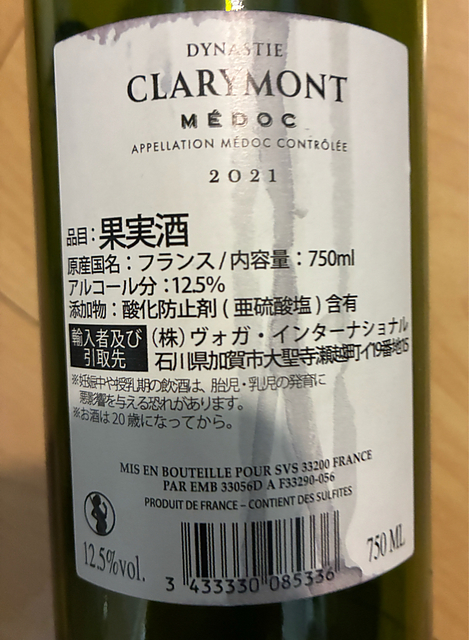 DYNASTIE
CLARYMONT
MÉDOC
APPELLATION MÉDOC CONTRÔLÉE
2021
品目：果実酒
原産国名：フランス / 内容量：750ml
アルコール分：12.5%
添加物：酸化防止剤 ( 亜硫酸塩 ) 含有
輸入者及び引取先
(株) ヴォガ・インターナショナル
石川県加賀市大聖寺瀬越町イ19番地15
※妊娠中や授乳期の飲酒は、胎児・乳児の発育に
悪影響を与える恐れがあります。
※お酒は20歳になってから。
MIS EN BOUTEILLE POUR SVS 33200 FRANCE
PAR EMB 33056D A F33290-056
PRODUIT DE FRANCE – CONTIENT DES SULFITES
12.5%vol.
3 433330 085336
750 ML